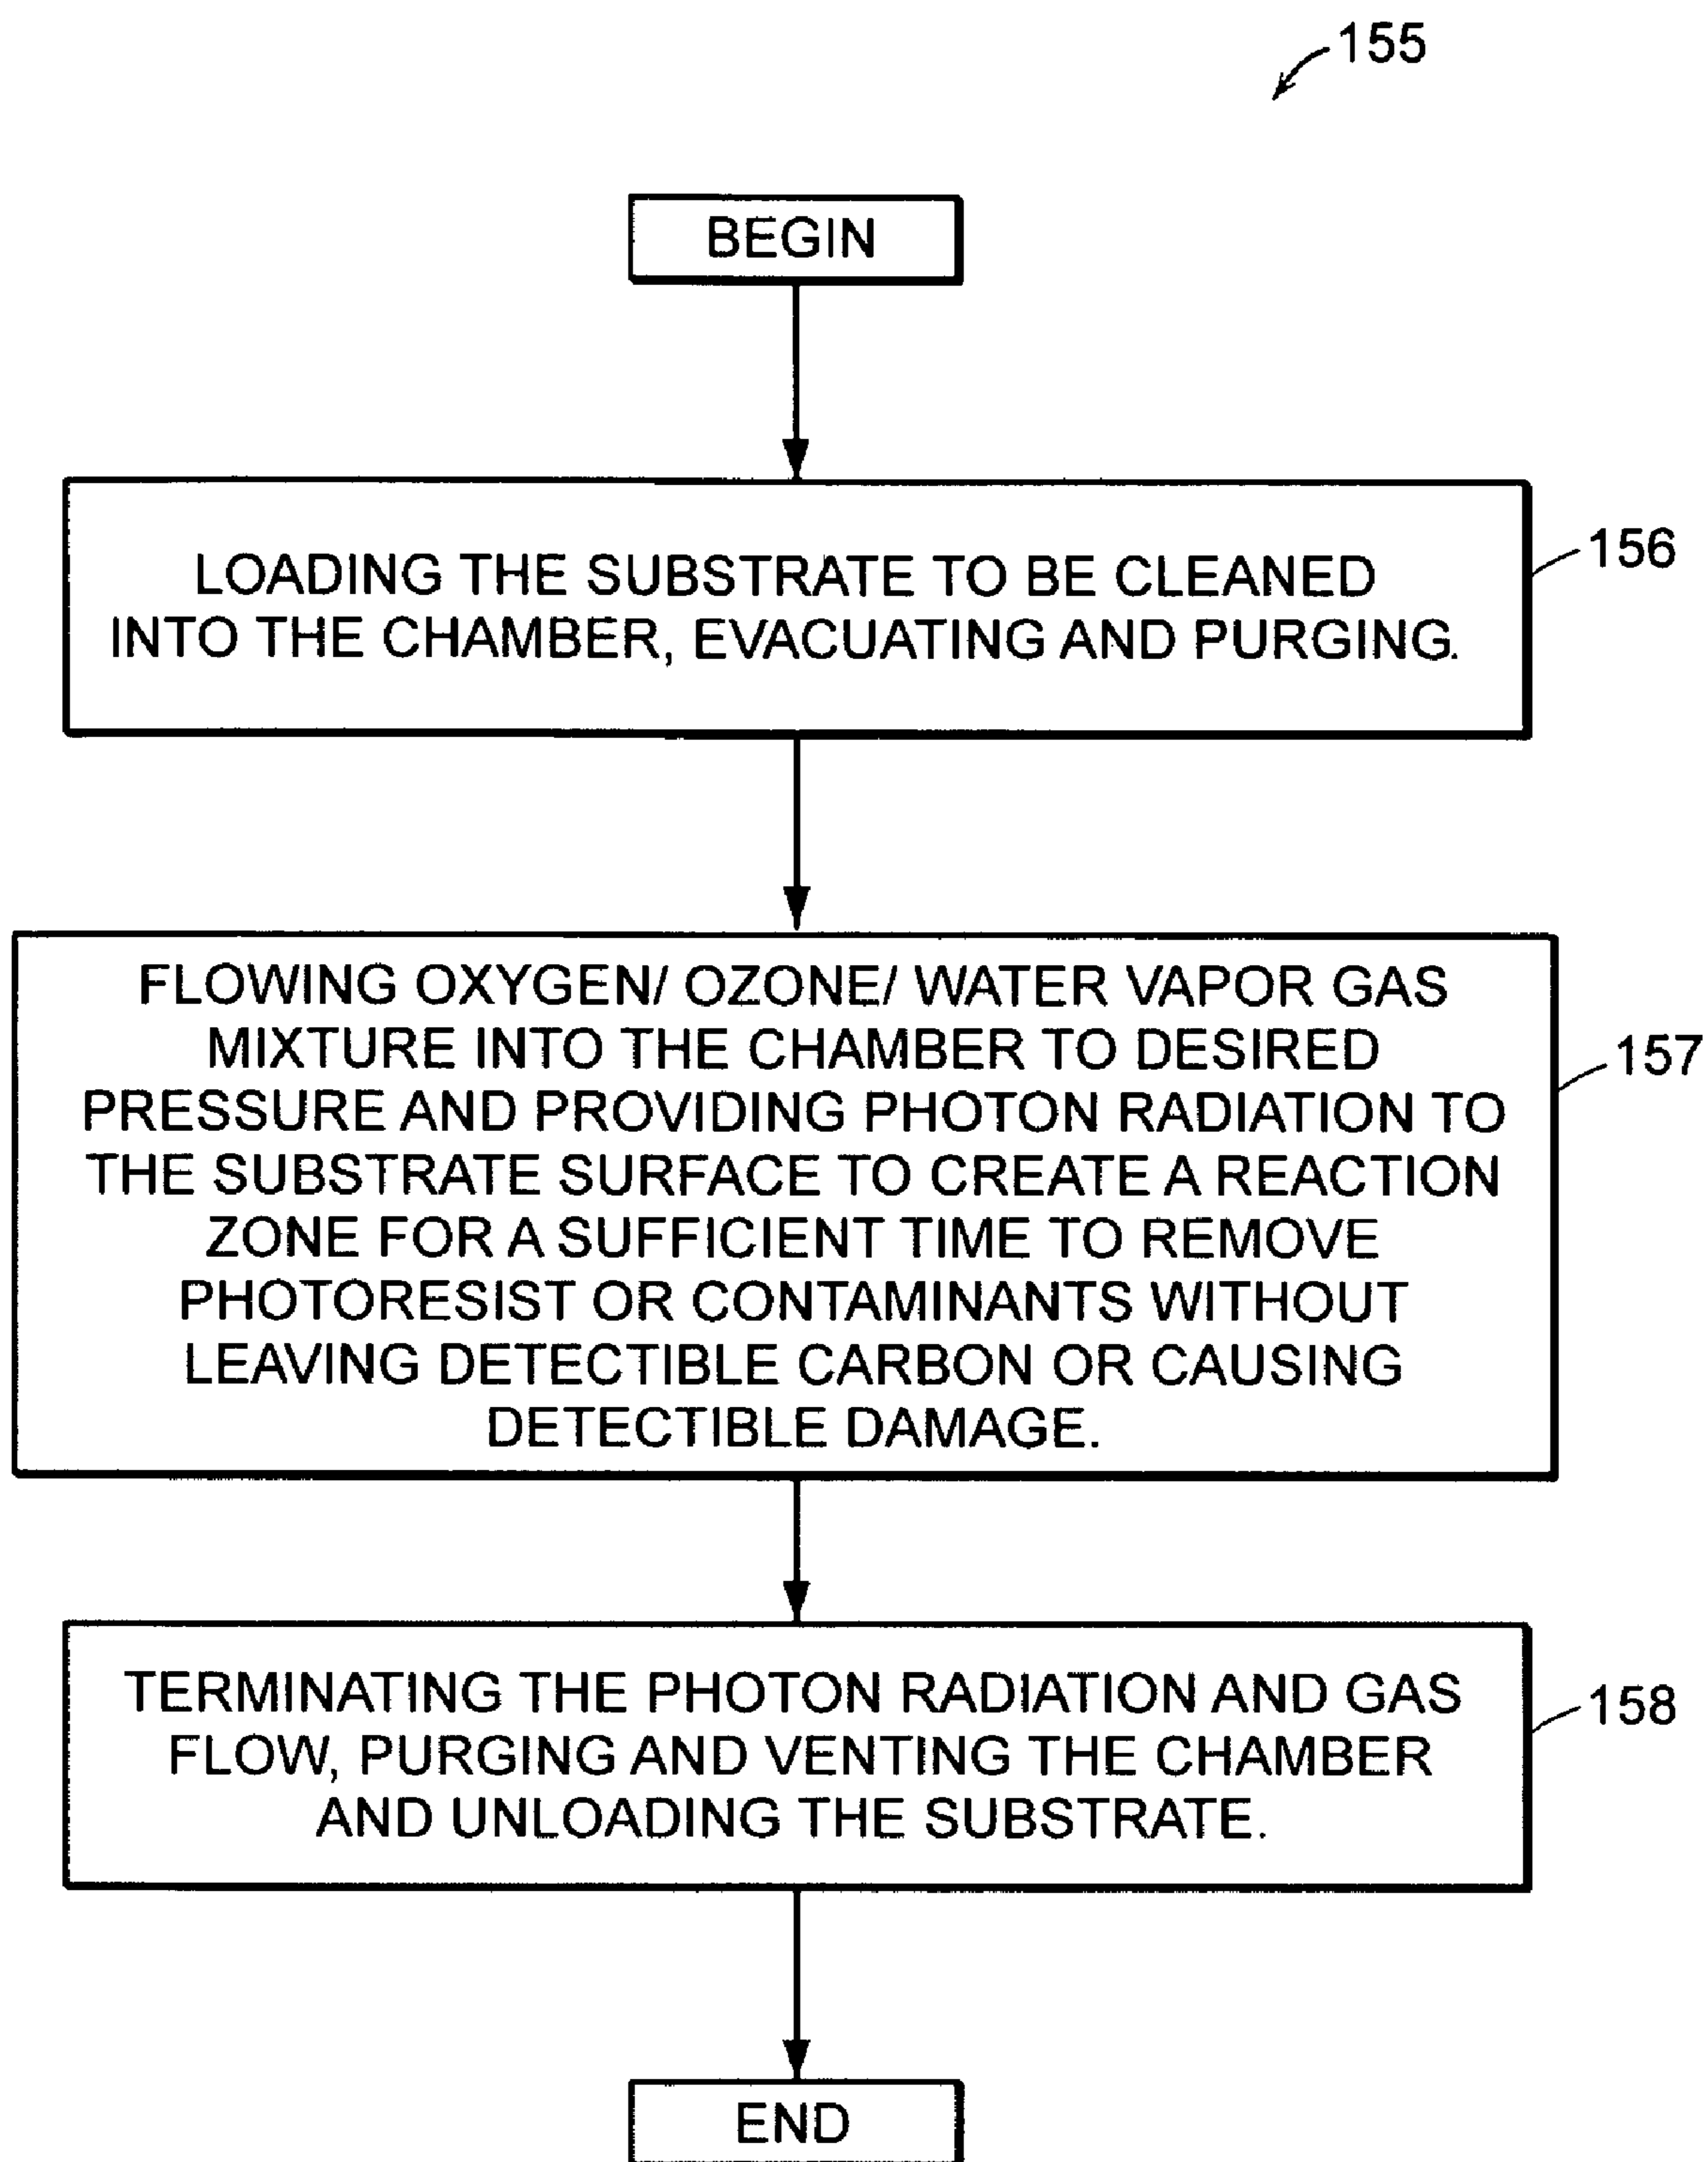 155
BEGIN
LOADING THE SUBSTRATE TO BE CLEANED
INTO THE CHAMBER, EVACUATING AND PURGING.
156
FLOWING OXYGEN/ OZONE/ WATER VAPOR GAS
MIXTURE INTO THE CHAMBER TO DESIRED
PRESSURE AND PROVIDING PHOTON RADIATION TO
THE SUBSTRATE SURFACE TO CREATE A REACTION
ZONE FOR A SUFFICIENT TIME TO REMOVE
PHOTORESIST OR CONTAMINANTS WITHOUT
LEAVING DETECTIBLE CARBON OR CAUSING
DETECTIBLE DAMAGE.
157
TERMINATING THE PHOTON RADIATION AND GAS
FLOW, PURGING AND VENTING THE CHAMBER
AND UNLOADING THE SUBSTRATE.
158
END